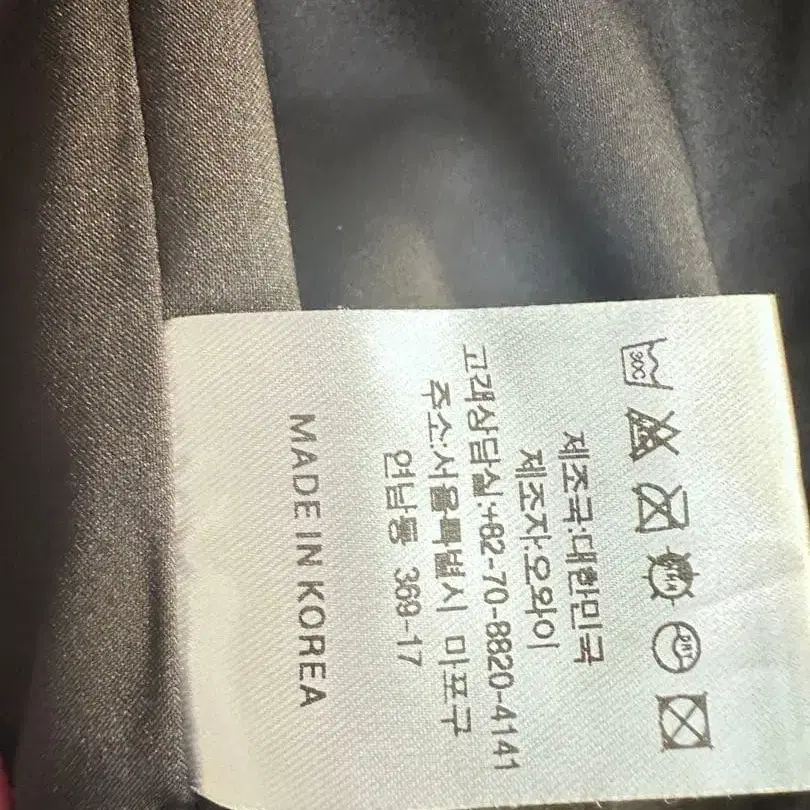 30C
DRY
제조국:대한민국
제조자:오와이
고객상담실:+82-70-8820-4141
주소:서울특별시 마포구
연남동 369-17
MADE IN KOREA